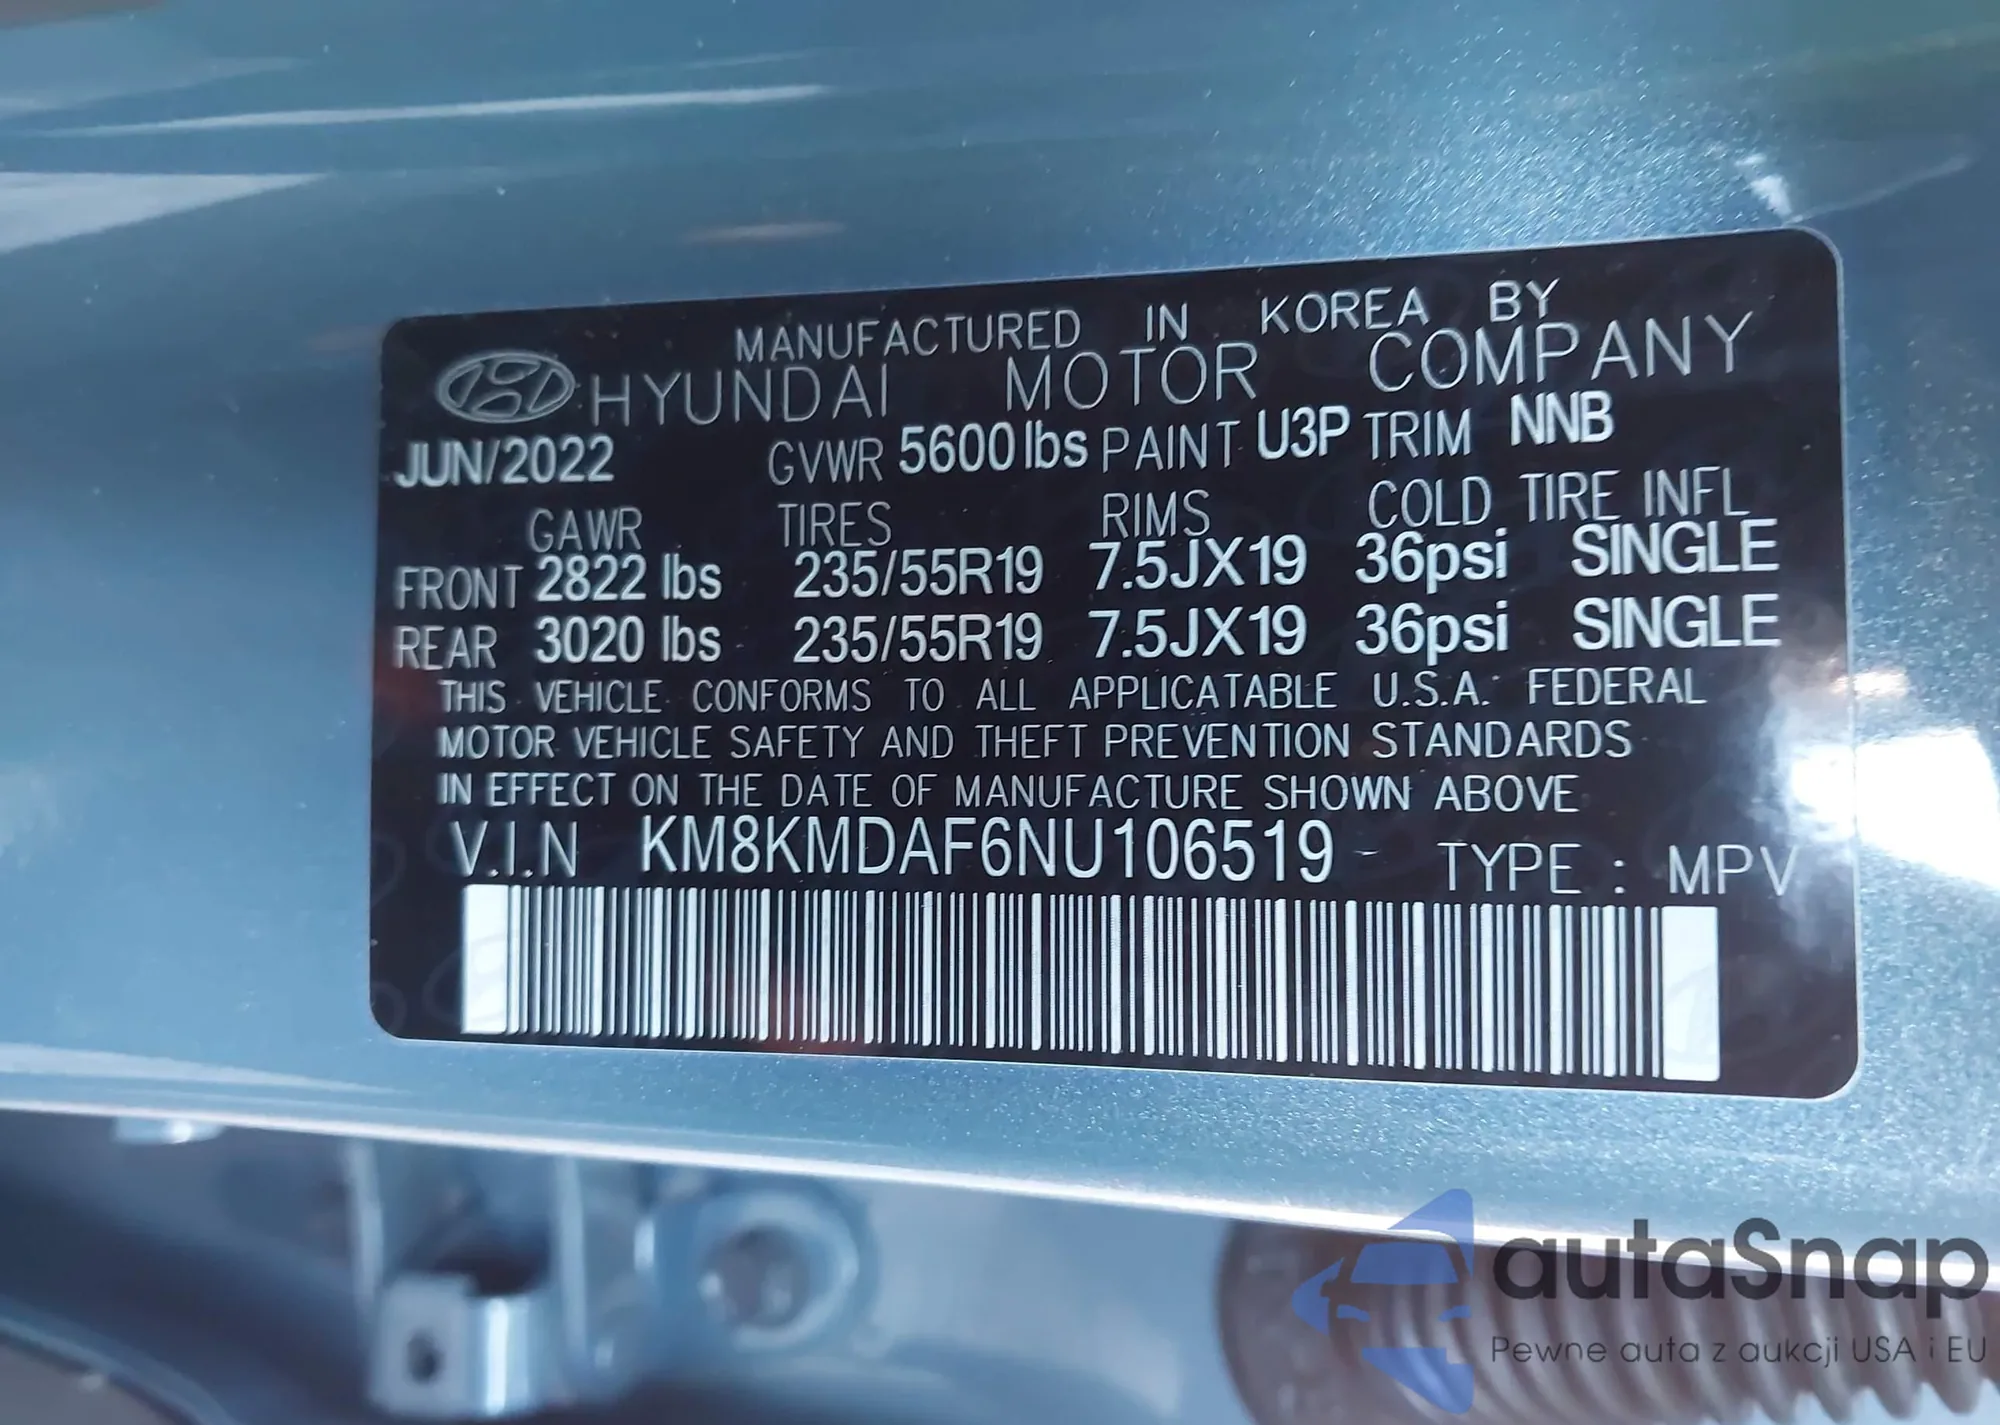 MANUFACTURED IN KOREA BY
HYUNDAI MOTOR COMPANY
JUN/2022 GVWR 5600 lbs PAINT U3P TRIM NNB
GAWR TIRES RIMS COLD TIRE INFL
FRONT 2822 lbs 235/55R19 7.5JX19 36psi SINGLE
REAR 3020 lbs 235/55R19 7.5JX19 36psi SINGLE
THIS VEHICLE CONFORMS TO ALL APPLICATABLE U.S.A. FEDERAL
MOTOR VEHICLE SAFETY AND THEFT PREVENTION STANDARDS
IN EFFECT ON THE DATE OF MANUFACTURE SHOWN ABOVE
V.I.N KM8KMDAF6NU106519 TYPE : MPV
autaSnap
Pewne auta z aukcji USA i EU